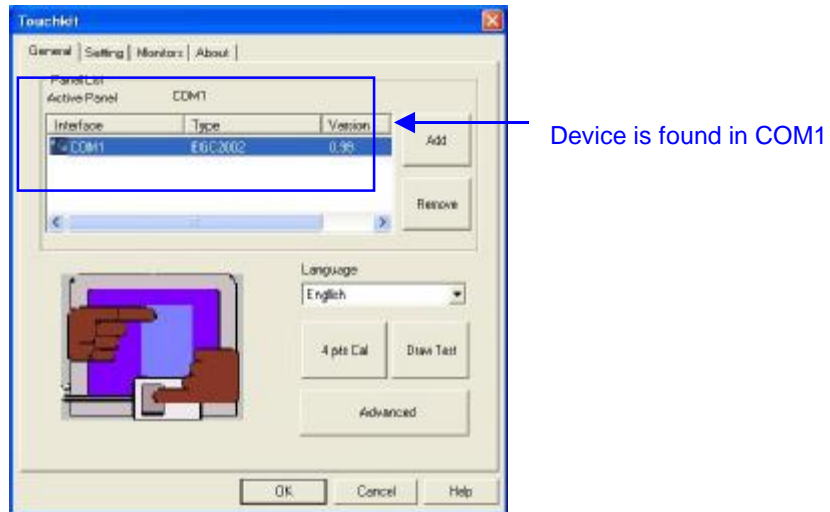 Touchkit
General Setting Monitors About
Panel List
Active Panel COM1
Interface Type Version
COM1 EGC2002 0.99
Add
Device is found in COM1
Remove
Language
English
4 pts Cal Draw Test
Advanced
OK Cancel Help